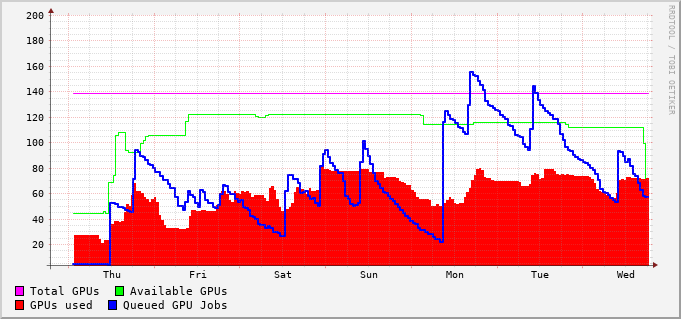 200
180
160
140
120
100
80
60
40
20
Thu Fri Sat Sun Mon Tue Wed
Total GPUs Available GPUs
GPUs used Queued GPU Jobs
RRDTOOL / TOBI OETIKER